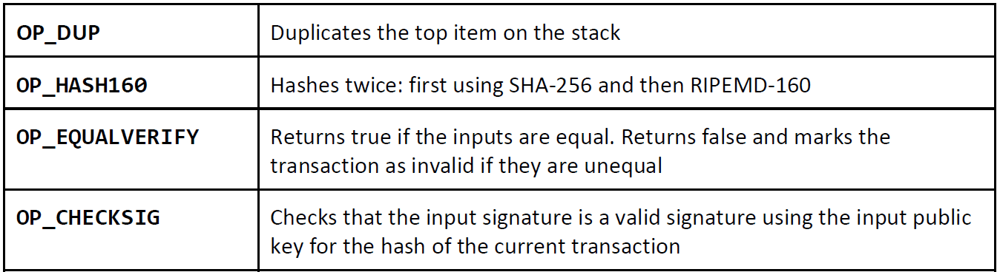 OP_DUP
Duplicates the top item on the stack
OP_HASH160
Hashes twice: first using SHA-256 and then RIPEMD-160
OP_EQUALVERIFY
Returns true if the inputs are equal. Returns false and marks the
transaction as invalid if they are unequal
OP_CHECKSIG
Checks that the input signature is a valid signature using the input public
key for the hash of the current transaction